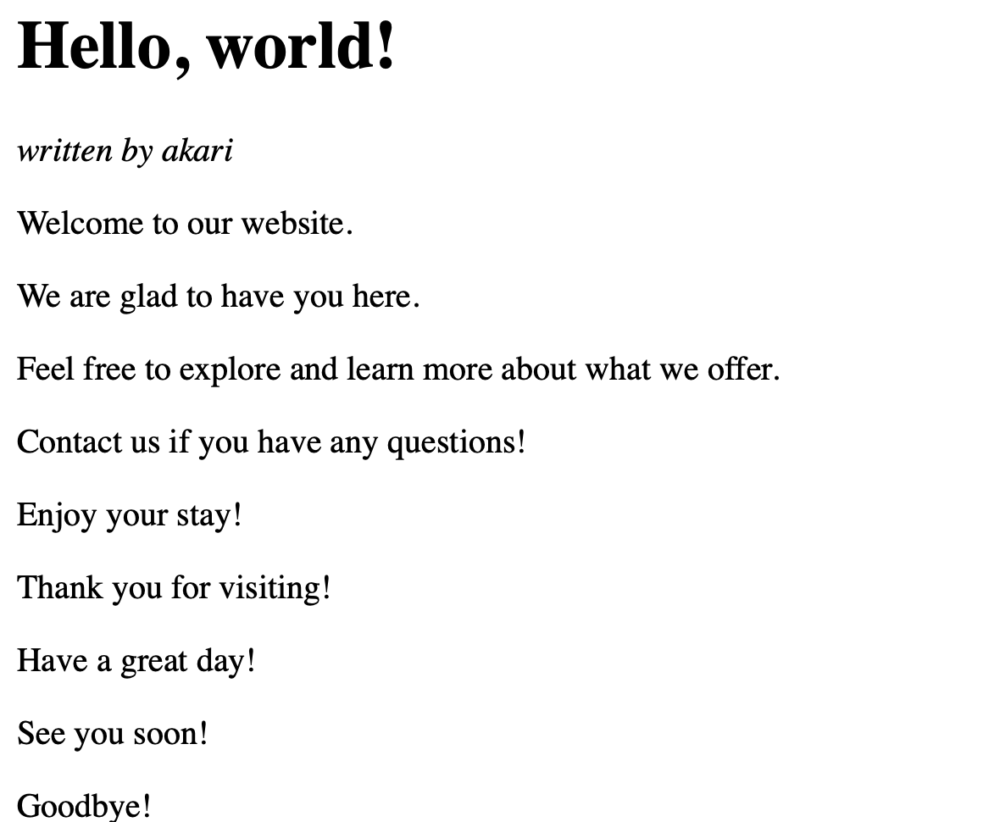 Hello, world!
written by akari
Welcome to our website.
We are glad to have you here.
Feel free to explore and learn more about what we offer.
Contact us if you have any questions!
Enjoy your stay!
Thank you for visiting!
Have a great day!
See you soon!
Goodbye!